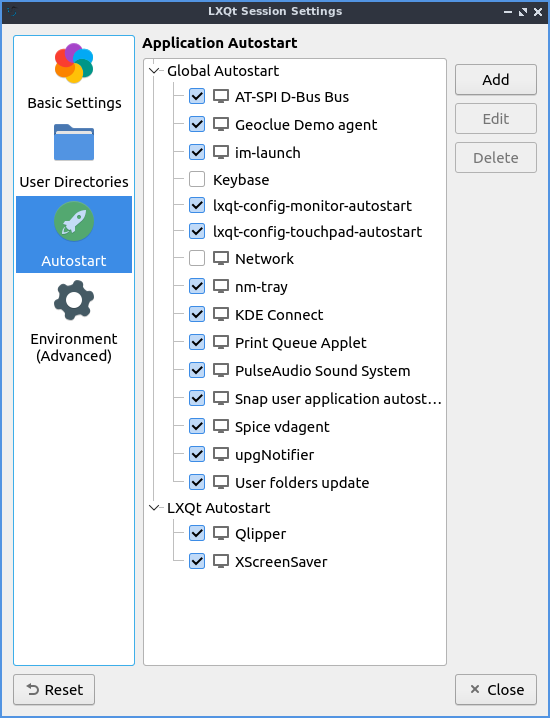 LXQt Session Settings
Basic Settings
User Directories
Autostart
Environment
(Advanced)
Application Autostart
Global Autostart
AT-SPI D-Bus Bus
Geoclue Demo agent
im-launch
Keybase
lxqt-config-monitor-autostart
lxqt-config-touchpad-autostart
Network
nm-tray
KDE Connect
Print Queue Applet
PulseAudio Sound System
Snap user application autost...
Spice vdagent
upgNotifier
User folders update
LXQt Autostart
Qlipper
XScreenSaver
Add
Edit
Delete
Reset
Close